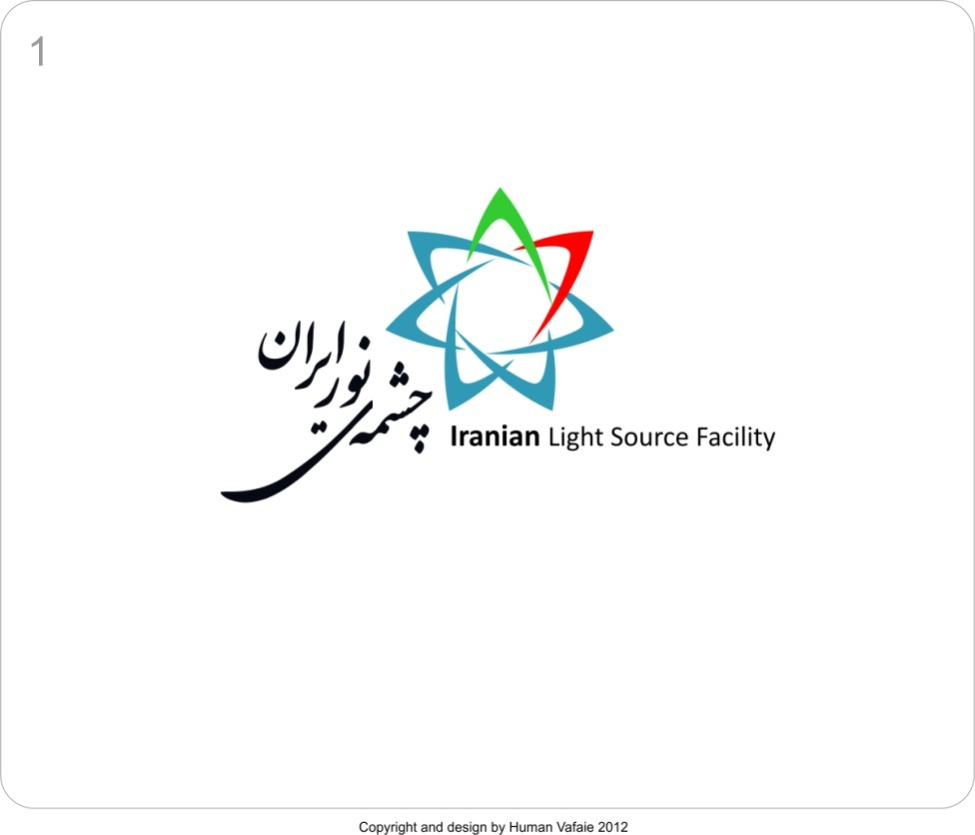 1
چشمه‌ی نور ایران
Iranian Light Source Facility
Copyright and design by Human Vafaie 2012